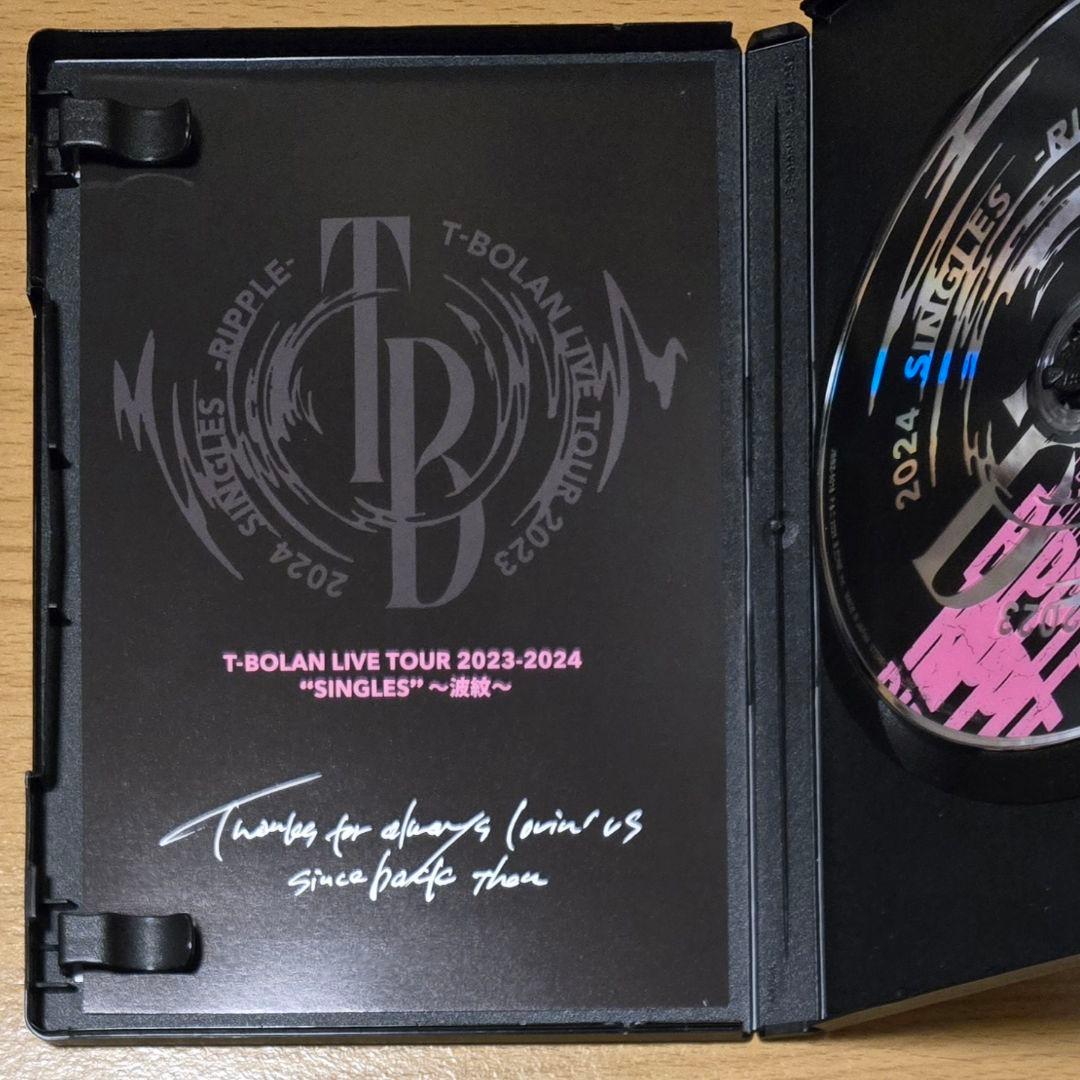 TB
T-BOLAN LIVE TOUR 2023
2024 SINGLES -RIPPLE-
T-BOLAN LIVE TOUR 2023-2024
“SINGLES” ～波紋～
Thanks for always lovin' us
since back then
2024 SINGLES -RI
2023